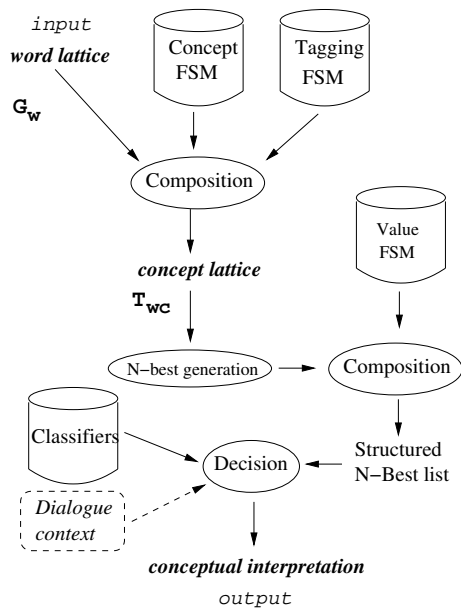 input
word lattice
G_w
Concept
FSM
Tagging
FSM
Composition
concept lattice
T_wc
Value
FSM
N-best generation
Composition
Classifiers
Structured
N-Best list
Decision
Dialogue
context
conceptual interpretation
output